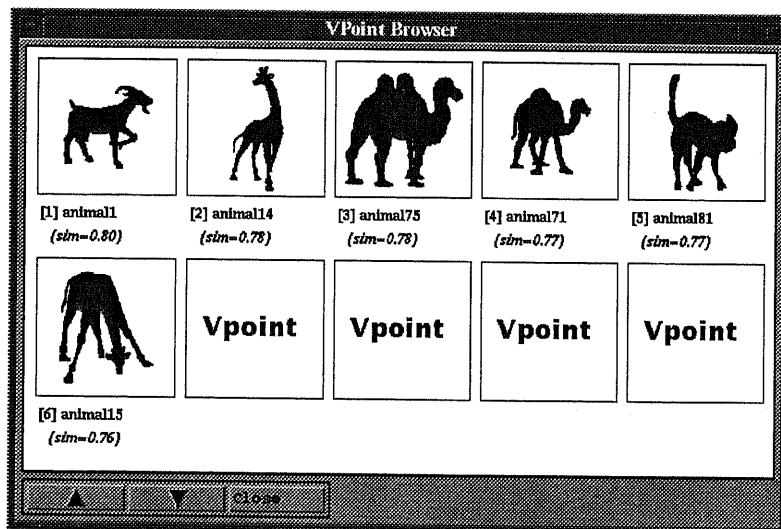 VPoint Browser
[1] animal1
[2] animal14
[3] animal75
[4] animal71
[5] animal81
(sim=0.80)
(sim=0.78)
(sim=0.78)
(sim=0.77)
(sim=0.77)
Vpoint
Vpoint
Vpoint
Vpoint
[6] animal15
(sim=0.76)
Close